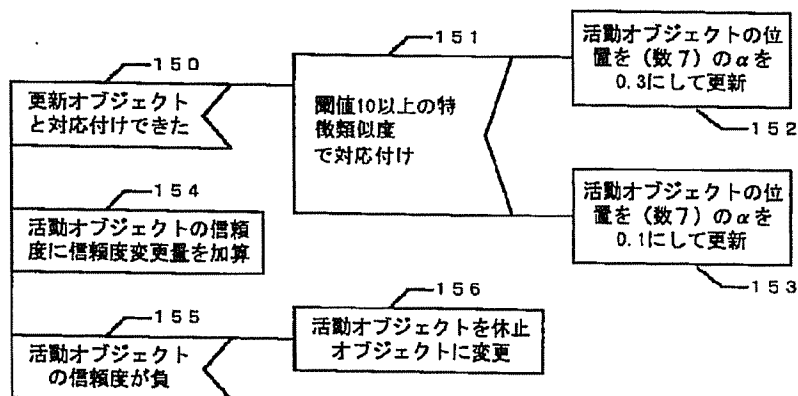 150
更新オブジェクト
と対応付けできた
151
閾値10以上の特
徴類似度
で対応付け
活動オブジェクトの位
置を（数7）のαを
0.3にして更新
152
活動オブジェクトの位
置を（数7）のαを
0.1にして更新
153
154
活動オブジェクトの信頼
度に信頼度変更量を加算
155
活動オブジェクト
の信頼度が負
156
活動オブジェクトを休止
オブジェクトに変更